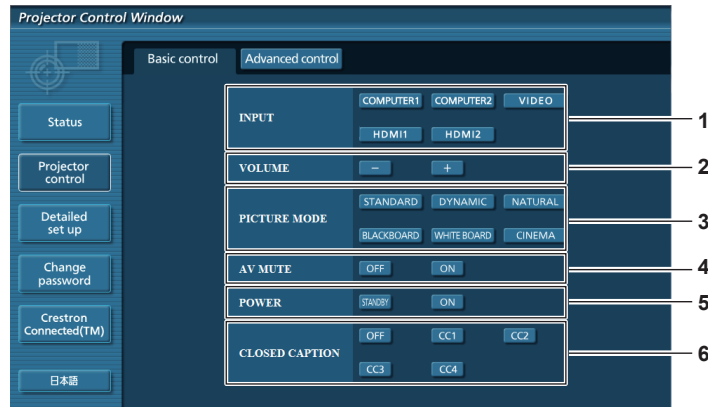 Projector Control Window
Basic control Advanced control
Status
Projector
control
Detailed
set up
Change
password
Crestron
Connected(TM)
日本語
INPUT
COMPUTER1 COMPUTER2 VIDEO
HDMI1 HDMI2
1
VOLUME
- +
2
PICTURE MODE
STANDARD DYNAMIC NATURAL
BLACKBOARD WHITE BOARD CINEMA
3
AV MUTE
OFF ON
4
POWER
STANDBY ON
5
CLOSED CAPTION
OFF CC1 CC2
CC3 CC4
6